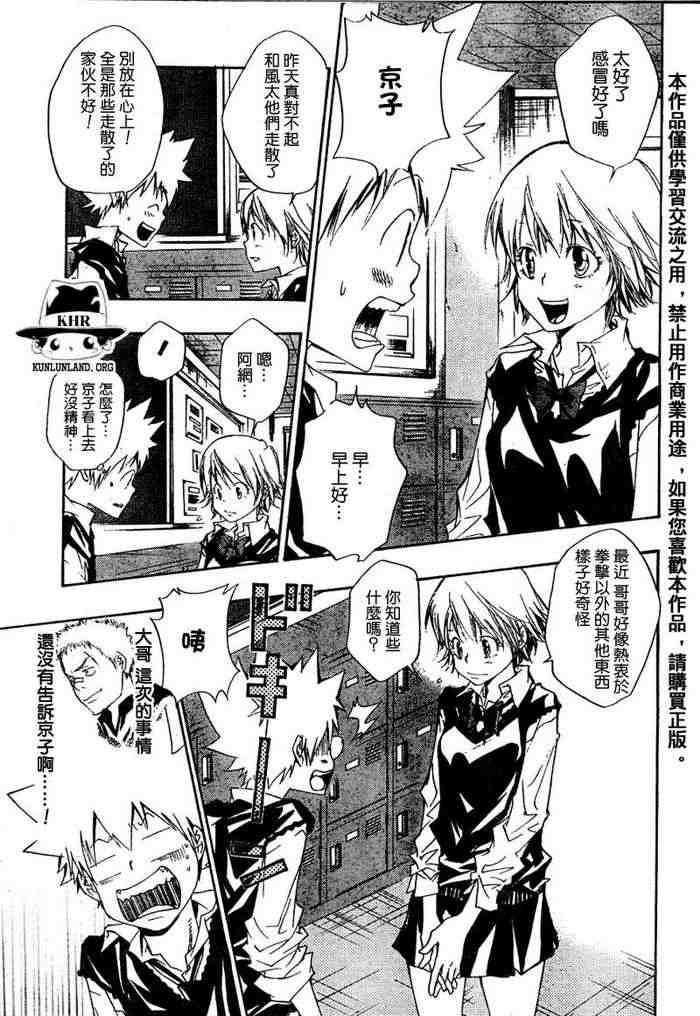 太好了
感冒好了嗎
京子
昨天真對不起
和風太他們走散了
別放在心上！
全是那些走散了的
家伙不好！
早…
早上好…
嗯…
阿綱…
怎麼了…
京子看上去
好沒精神…
KHR
KUNLUNLAND.ORG
最近 哥哥好像熱衷於
拳擊以外的其他東西
樣子好奇怪
你知道些
什麼嗎？
ドキーッ
咦
大哥 這次的事情
還沒有告訴京子啊……！
本作品僅供學習交流之用，禁止用作商業用途，如果您喜歡本作品，請購買正版。